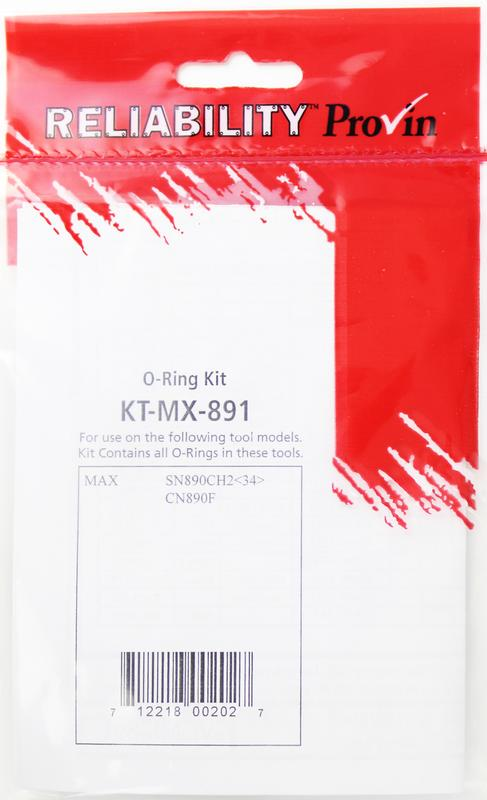 RELIABILITY™ Provin
O-Ring Kit
KT-MX-891
For use on the following tool models.
Kit Contains all O-Rings in these tools.
MAX SN890CH2<34>
CN890F
7 12218 00202 7